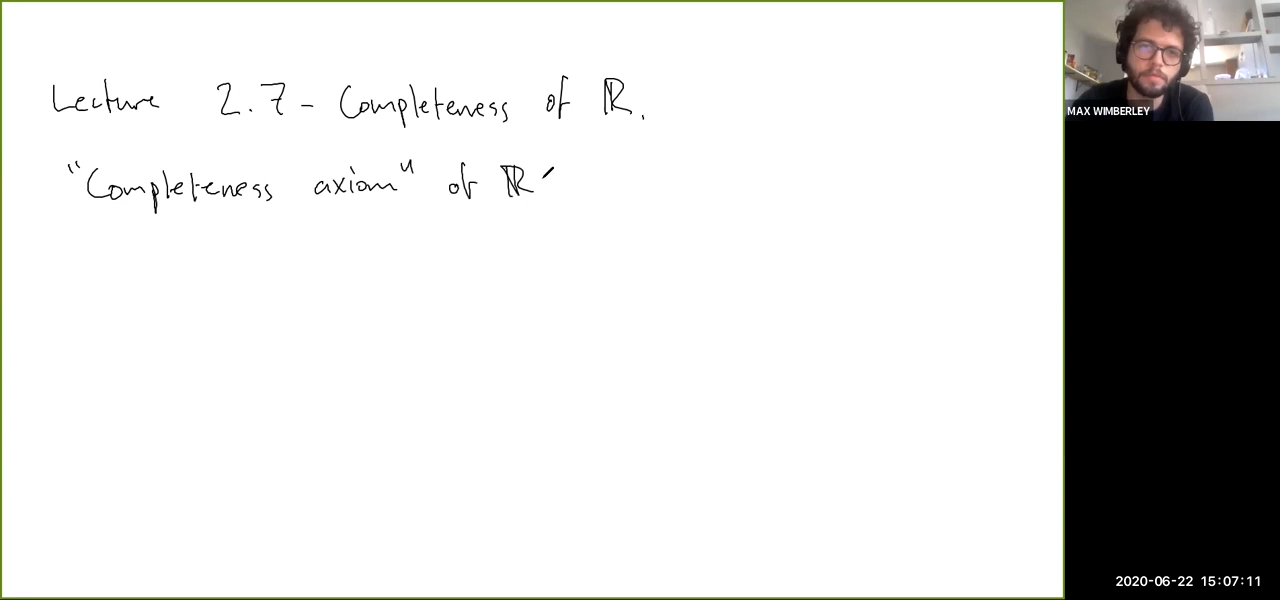 Lecture 2.7 - Completeness of ℝ.
"Completeness axiom" of ℝ
MAX WIMBERLEY
2020-06-22 15:07:11